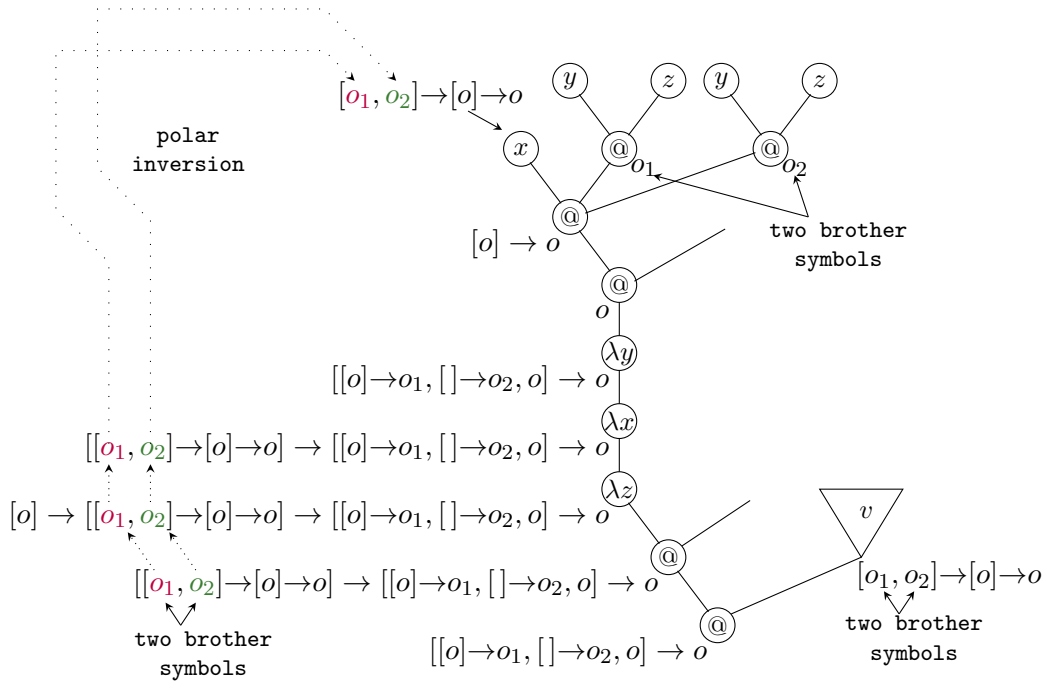 y z y z
[o₁, o₂]→[o]→o
polar
inversion
x @ o₁ @ o₂
@
[o] → o
two brother
symbols
@
o
λy
[[o]→o₁, [ ]→o₂, o] → o
λx
[[o₁, o₂]→[o]→o] → [[o]→o₁, [ ]→o₂, o] → o
λz
v
[o] → [[o₁, o₂]→[o]→o] → [[o]→o₁, [ ]→o₂, o] → o
@
[[o₁, o₂]→[o]→o] → [[o]→o₁, [ ]→o₂, o] → o
[o₁, o₂]→[o]→o
@
two brother
symbols
two brother
symbols
[[o]→o₁, [ ]→o₂, o] → o